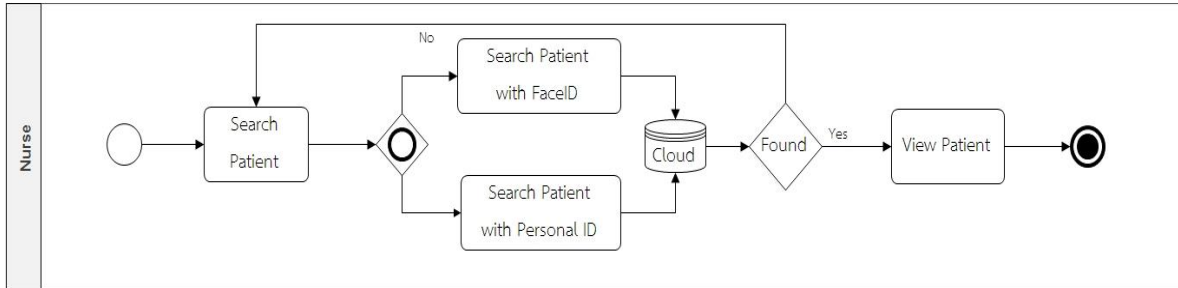 Nurse
Search
Patient
No
Search Patient
with FaceID
Search Patient
with Personal ID
Cloud
Found
Yes
View Patient